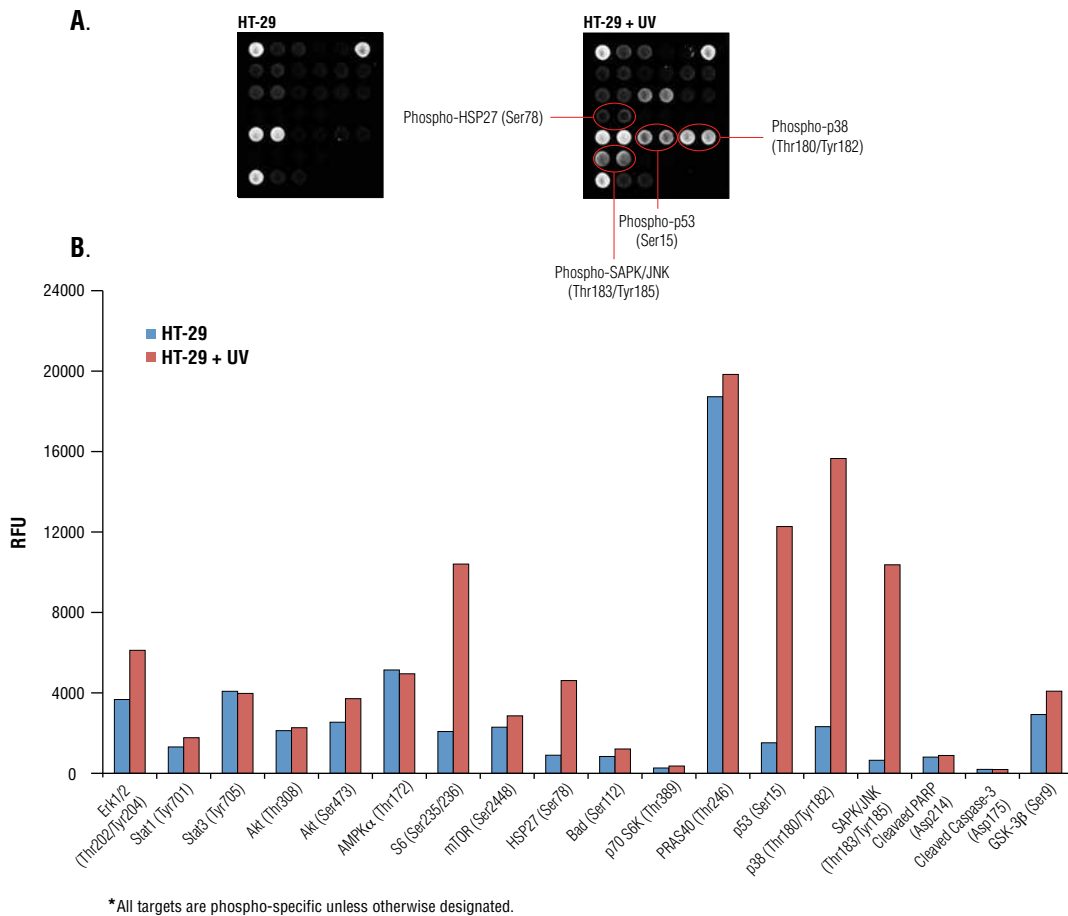 A.
HT-29
HT-29 + UV
Phospho-HSP27 (Ser78)
Phospho-p38
(Thr180/Tyr182)
Phospho-p53
(Ser15)
Phospho-SAPK/JNK
(Thr183/Tyr185)
B.
24000
20000
16000
12000
8000
4000
0
RFU
HT-29
HT-29 + UV
Erk1/2
(Thr202/Tyr204)
Stat1 (Tyr701)
Stat3 (Tyr705)
Akt (Thr308)
Akt (Ser473)
AMPKα (Thr172)
S6 (Ser235/236)
mTOR (Ser2448)
HSP27 (Ser78)
Bad (Ser112)
p70 S6K (Thr389)
PRAS40 (Thr246)
p53 (Ser15)
p38 (Thr180/Tyr182)
SAPK/JNK
(Thr183/Tyr185)
Cleavaed PARP
(Asp214)
Cleaved Caspase-3
(Asp175)
GSK-3β (Ser9)
*All targets are phospho-specific unless otherwise designated.